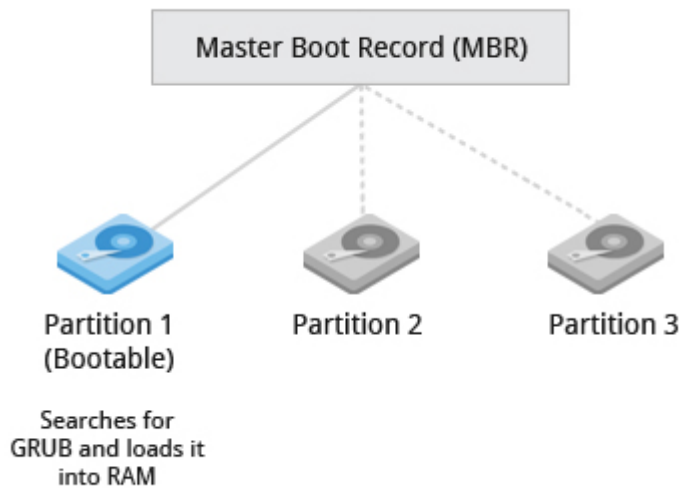 Master Boot Record (MBR)
Partition 1
(Bootable)
Partition 2
Partition 3
Searches for
GRUB and loads it
into RAM